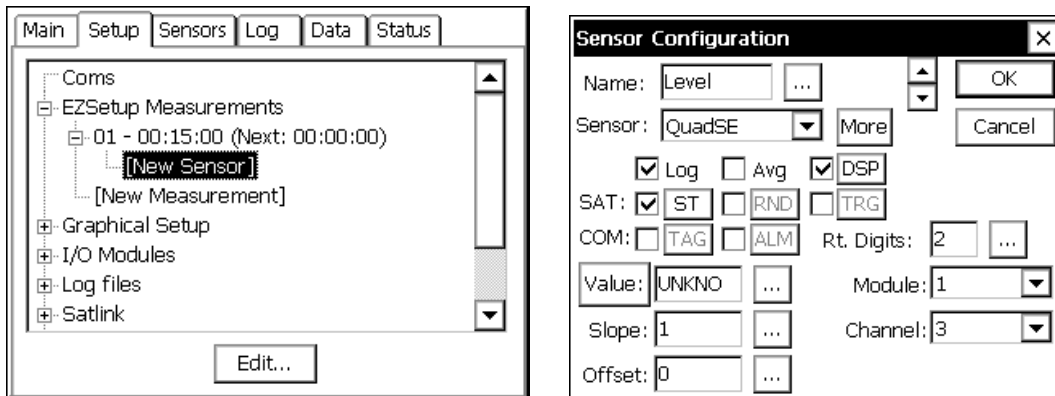 Main Setup Sensors Log Data Status
Coms
EZSetup Measurements
01 - 00:15:00 (Next: 00:00:00)
[New Sensor]
[New Measurement]
Graphical Setup
I/O Modules
Log files
Satlink
Edit...
Sensor Configuration
Name: Level ... OK
Sensor: QuadSE More Cancel
Log Avg DSP
SAT: ST RND TRG
COM: TAG ALM Rt. Digits: 2 ...
Value: UNKNO ... Module: 1
Slope: 1 ... Channel: 3
Offset: 0 ...